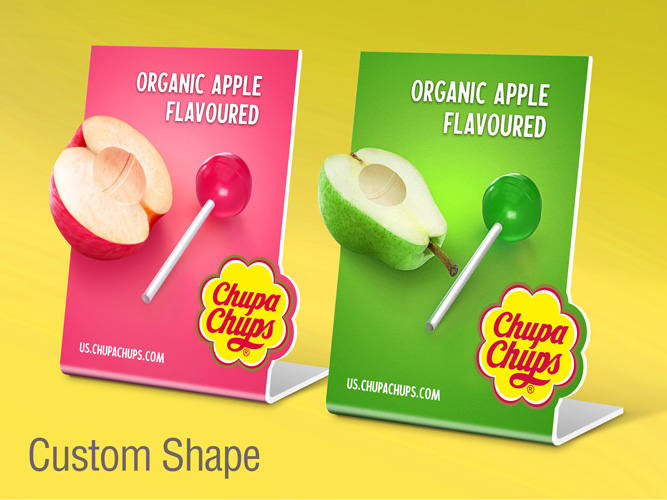 ORGANIC APPLE
FLAVOURED
Chupa
Chups
®
US.CHUPACHUPS.COM
ORGANIC APPLE
FLAVOURED
Chupa
Chups
®
US.CHUPACHUPS.COM
Custom Shape